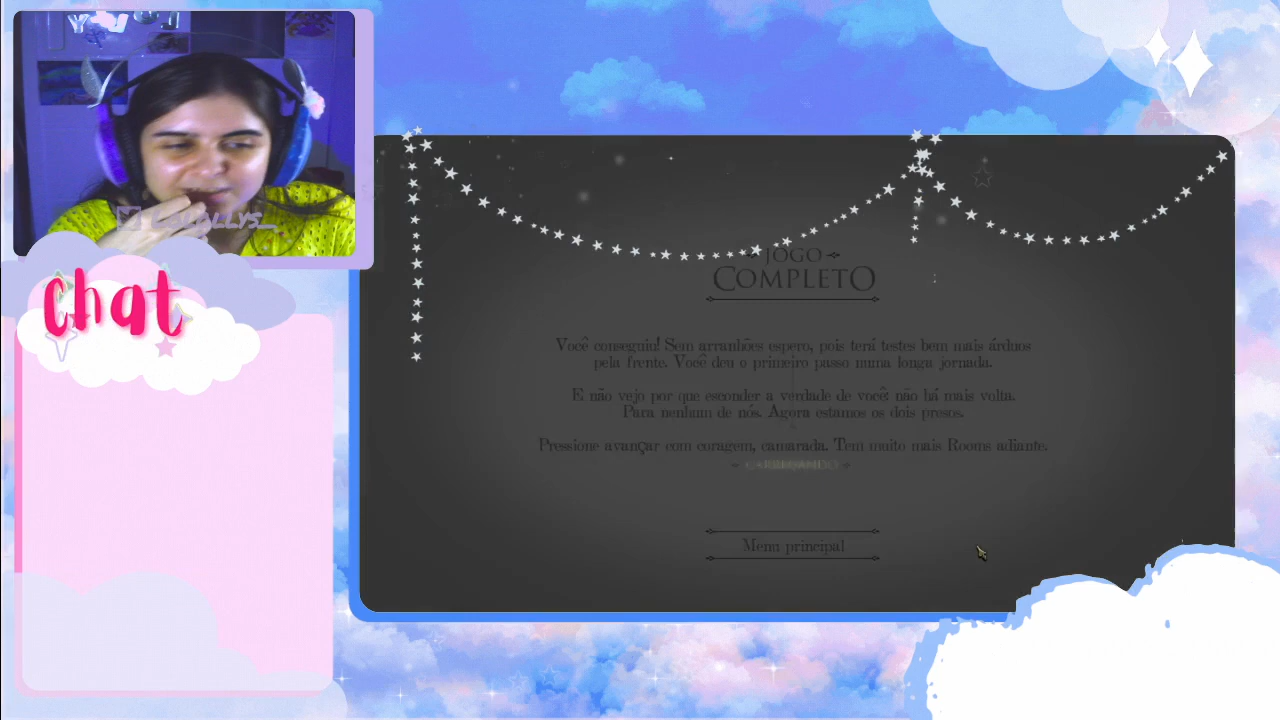 Chat
JOGO
COMPLETO
Você conseguiu! Sem arranhões espero, pois terá testes bem mais árduos
pela frente. Você deu o primeiro passo numa longa jornada.
E não vejo por que esconder a verdade de você: não há mais volta.
Para nenhum de nós. Agora estamos os dois presos.
Pressione avançar com coragem, camarada. Tem muito mais Rooms adiante.
Menu principal